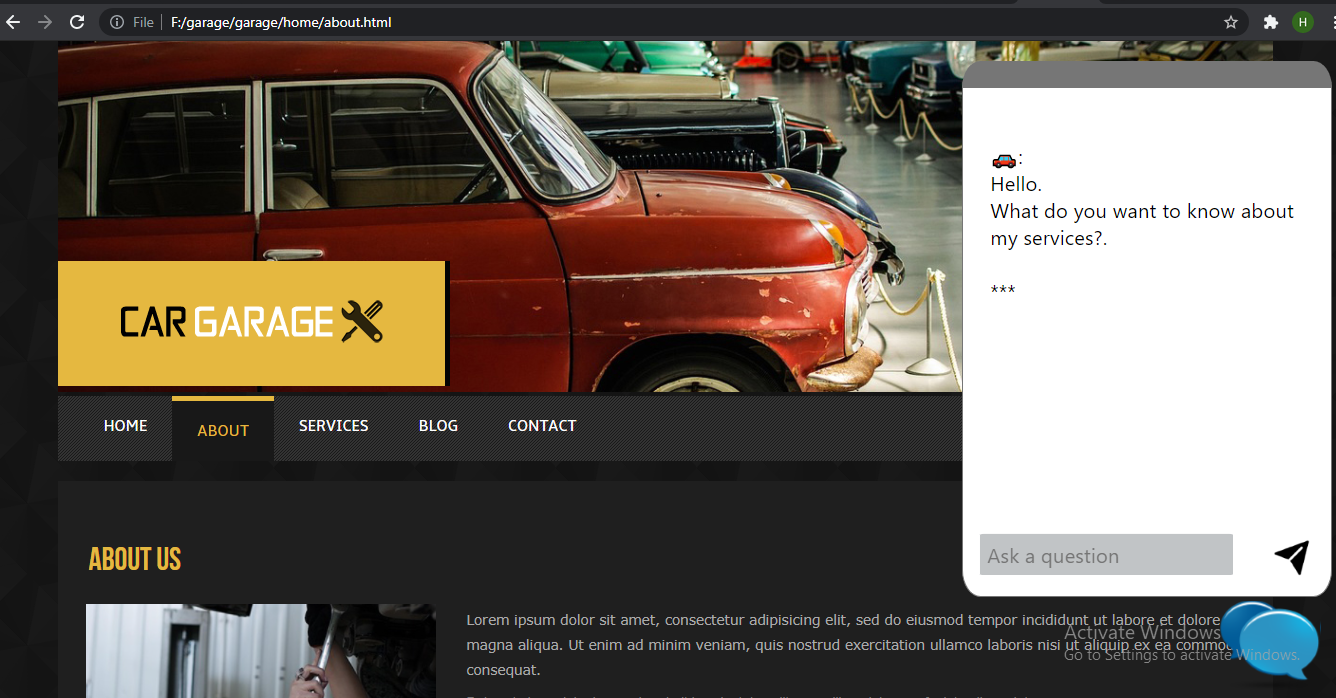 File
F:/garage/garage/home/about.html
H
:
Hello.
What do you want to know about
my services?.
***
CAR GARAGE
HOME
ABOUT
SERVICES
BLOG
CONTACT
Ask a question
ABOUT US
Lorem ipsum dolor sit amet, consectetur adipisicing elit, sed do eiusmod tempor incididunt ut labore et dolore
magna aliqua. Ut enim ad minim veniam, quis nostrud exercitation ullamco laboris nisi ut aliquip ex ea commod
consequat.
Activate Windows
Go to Settings to activate Windows.